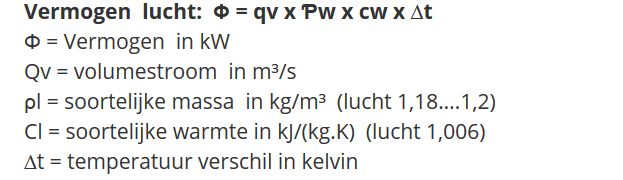 Vermogen lucht: Φ = qv x Ƥw x cw x Δt
Φ = Vermogen in kW
Qv = volumestroom in m³/s
ρl = soortelijke massa in kg/m³ (lucht 1,18....1,2)
Cl = soortelijke warmte in kJ/(kg.K) (lucht 1,006)
Δt = temperatuur verschil in kelvin